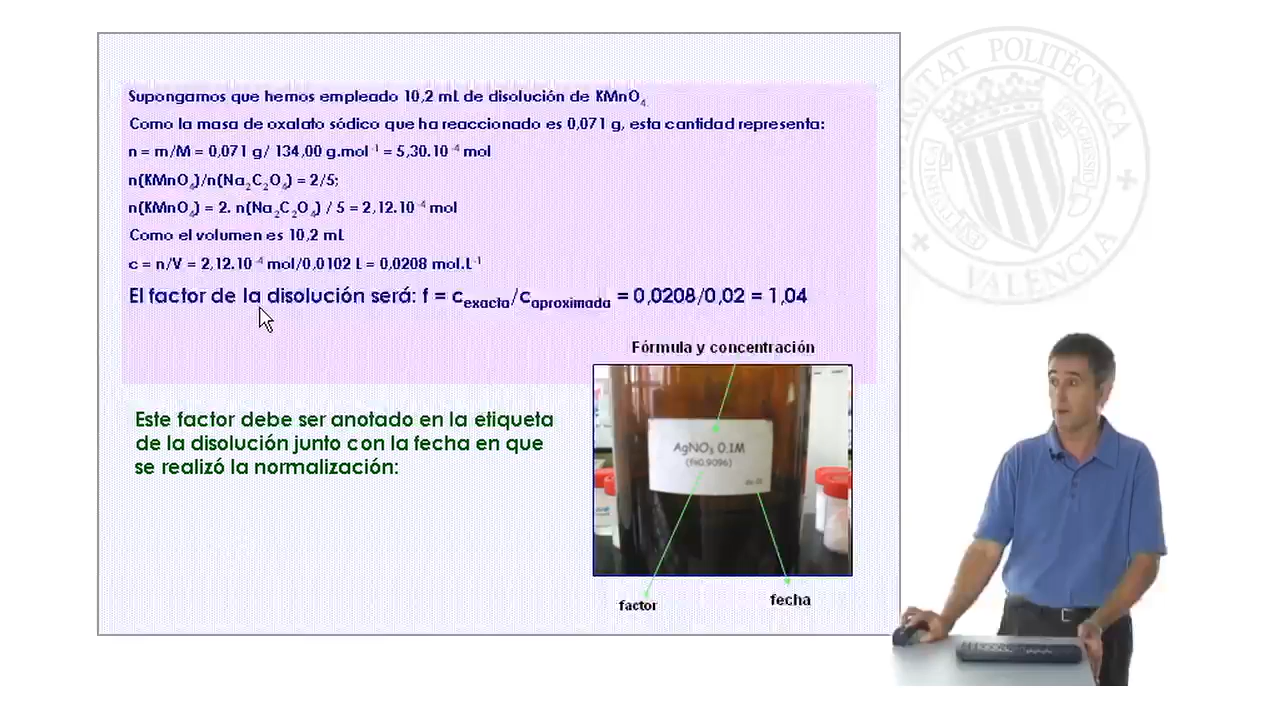 Supongamos que hemos empleado 10,2 mL de disolución de KMnO4
Como la masa de oxalato sódico que ha reaccionado es 0,071 g, esta cantidad representa:
n = m/M = 0,071 g/ 134,00 g.mol-1 = 5,30.10-4 mol
n(KMnO4)/n(Na2C2O4) = 2/5;
n(KMnO4) = 2. n(Na2C2O4) / 5 = 2,12.10-4 mol
Como el volumen es 10,2 mL
c = n/V = 2,12.10-4 mol/0,0102 L = 0,0208 mol.L-1
El factor de la disolución será: f = cexacta/caproximada = 0,0208/0,02 = 1,04
Fórmula y concentración
Este factor debe ser anotado en la etiqueta
de la disolución junto con la fecha en que
se realizó la normalización:
AgNO3 0.1M
factor
fecha
POLITÈCNICA
VALÈNCIA